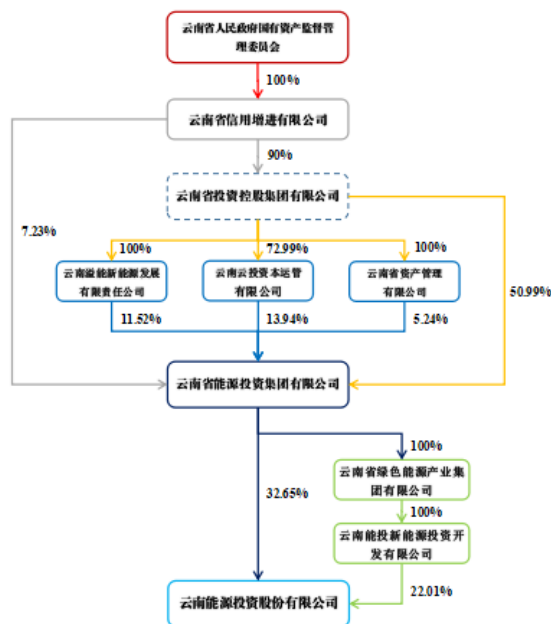 云南省人民政府国有资产监督管
理委员会
100%
云南省信用增进有限公司
90%
云南省投资控股集团有限公司
7.23%
100%
72.99%
100%
云南溢能新能源发展
有限责任公司
云南云投资本运营
有限公司
云南省资产管理
有限公司
50.99%
11.52%
13.94%
5.24%
云南省能源投资集团有限公司
100%
云南省绿色能源产业集
团有限公司
32.65%
100%
云南能投新能源投资开
发有限公司
22.01%
云南能源投资股份有限公司